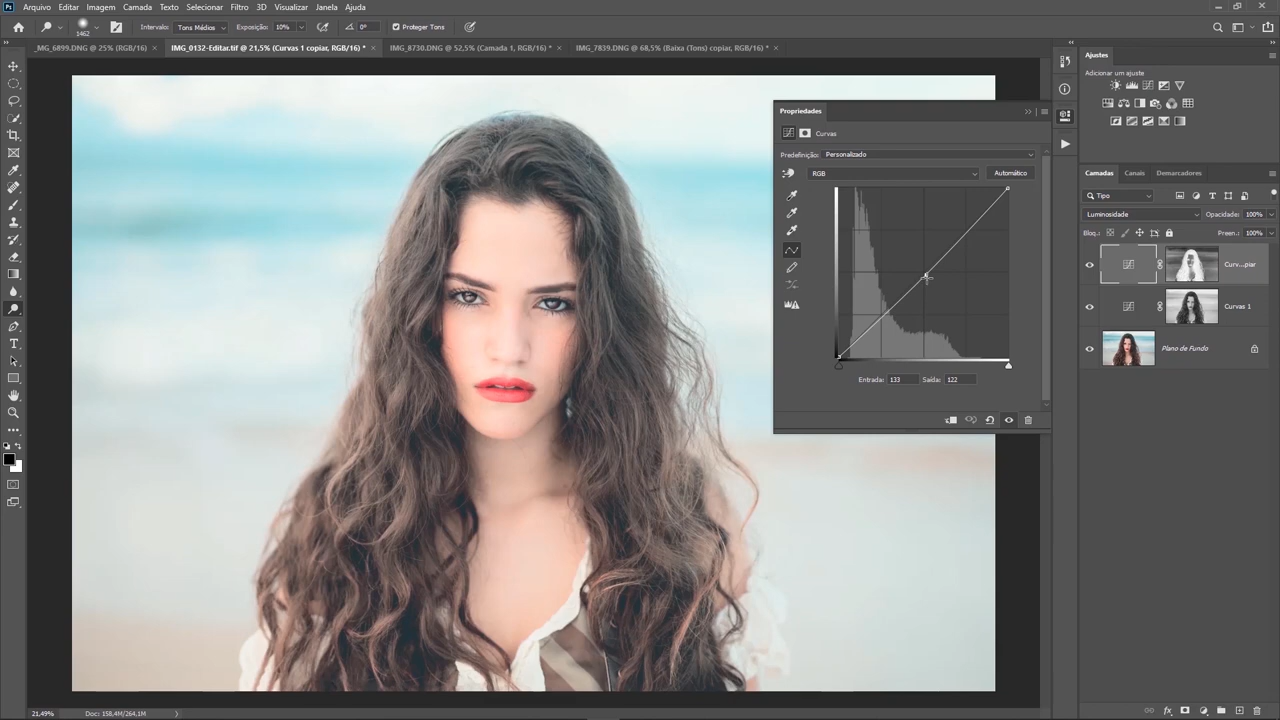 Ps Arquivo Editar Imagem Camada Texto Selecionar Filtro 3D Visualizar Janela Ajuda
1462 Intervalo: Tons Médios Exposição: 10% 0° Proteger Tons
_MG_6899.DNG @ 25% (RGB/16) × IMG_0132-Editar.tif @ 21,5% (Curvas 1 copiar, RGB/16) * × IMG_8730.DNG @ 52,5% (Camada 1, RGB/16) * × IMG_7839.DNG @ 68,5% (Baixa (Tons) copiar, RGB/16) * ×
Ajustes
Adicionar um ajuste
Propriedades
Curvas
Predefinição: Personalizado
RGB Automático
Entrada: 133 Saída: 122
Camadas Canais Demarcadores
Tipo
Luminosidade Opacidade: 100%
Bloq.: Preen.: 100%
Curv...piar
Curvas 1
Plano de Fundo
21,49% Doc: 158,4M/264,1M